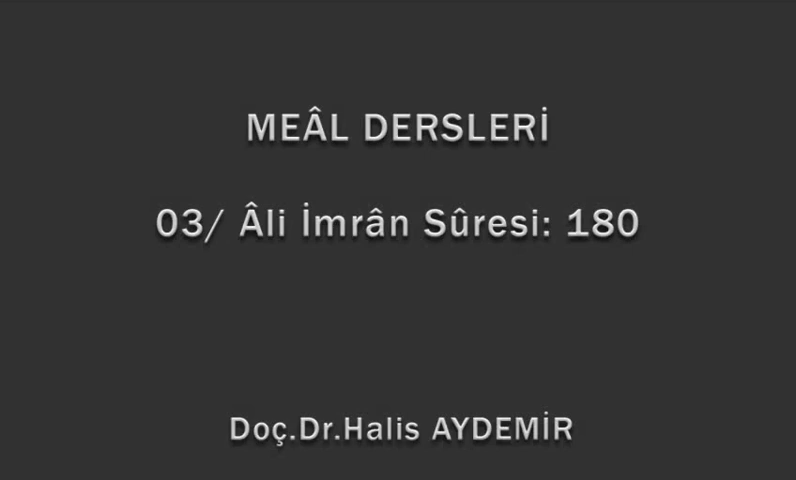 MEÂL DERSLERİ
03/ Âli İmrân Sûresi: 180
Doç.Dr.Halis AYDEMİR